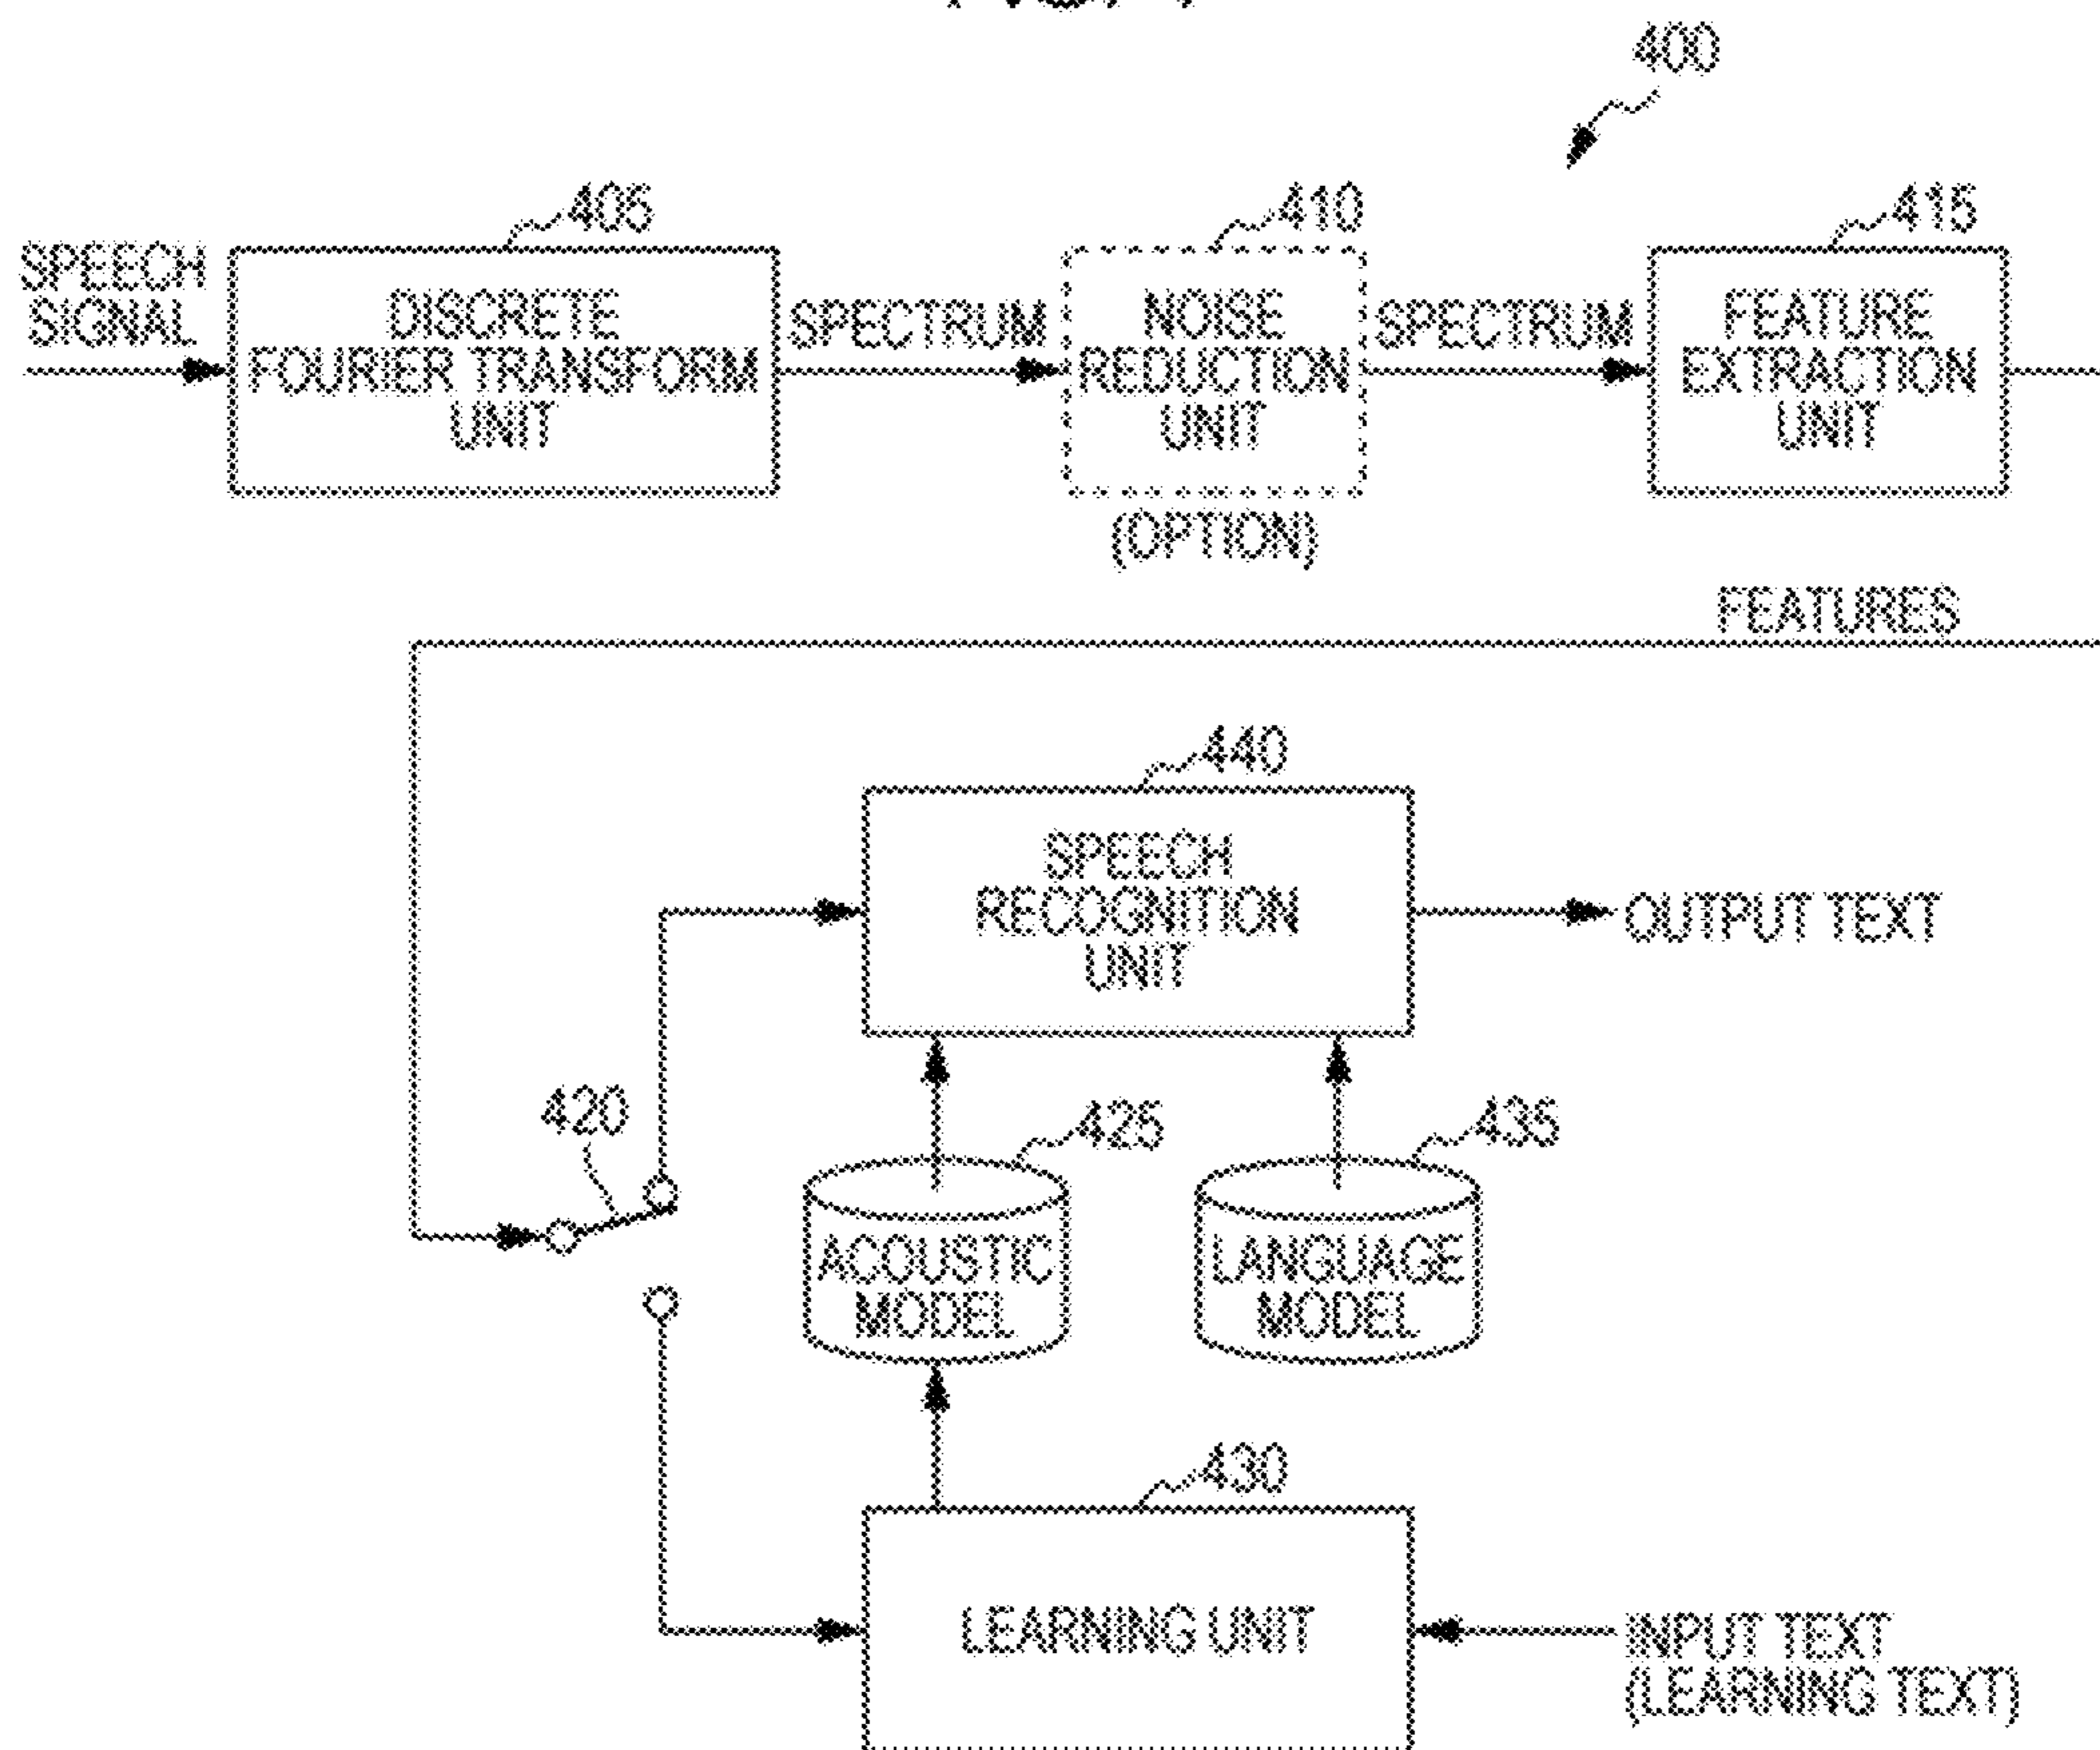 400
405
410
415
SPEECH
SIGNAL
DISCRETE
FOURIER TRANSFORM
UNIT
SPECTRUM
NOISE
REDUCTION
UNIT
(OPTION)
SPECTRUM
FEATURE
EXTRACTION
UNIT
FEATURES
440
SPEECH
RECOGNITION
UNIT
OUTPUT TEXT
420
425
435
ACOUSTIC
MODEL
LANGUAGE
MODEL
430
LEARNING UNIT
INPUT TEXT
(LEARNING TEXT)